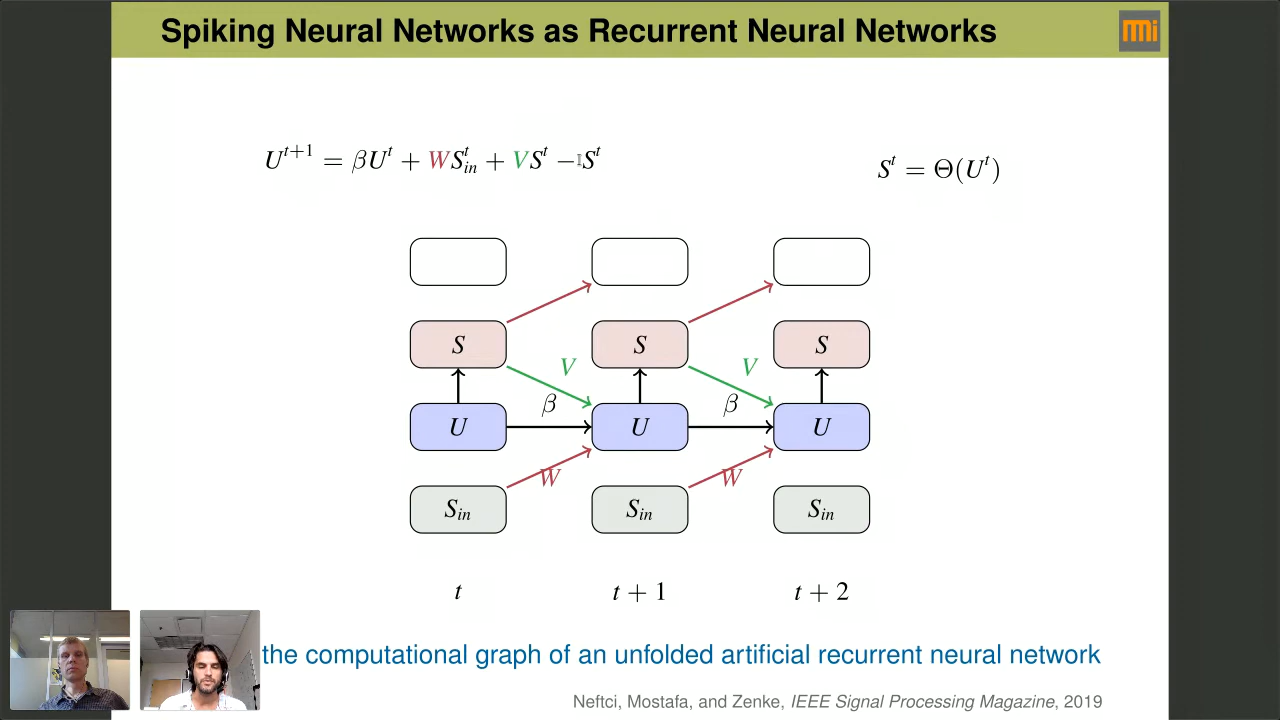 Spiking Neural Networks as Recurrent Neural Networks
nmi
U^{t+1} = βU^t + WS^t_{in} + VS^t − S^t
S^t = Θ(U^t)
S S S
V V
β β
U U U
W W
S_{in} S_{in} S_{in}
t t + 1 t + 2
the computational graph of an unfolded artificial recurrent neural network
Neftci, Mostafa, and Zenke, IEEE Signal Processing Magazine, 2019